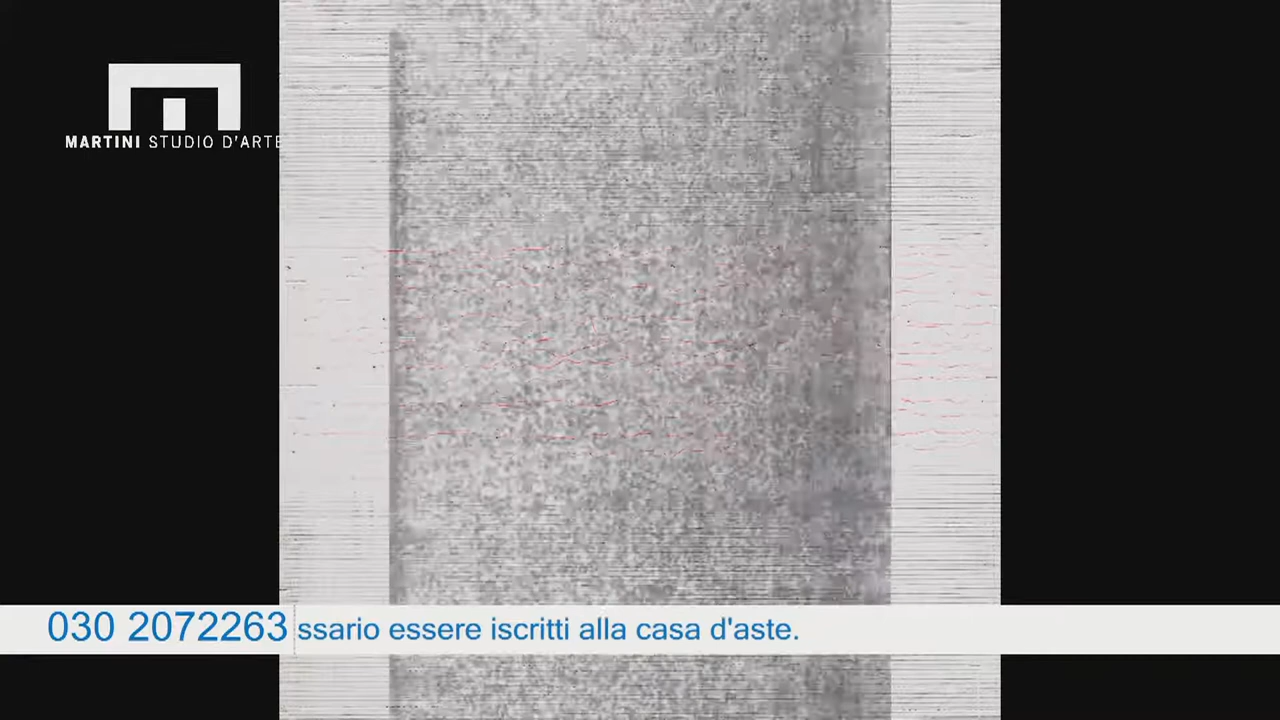 MARTINI STUDIO D'ARTE
030 2072263
ssario essere iscritti alla casa d'aste.